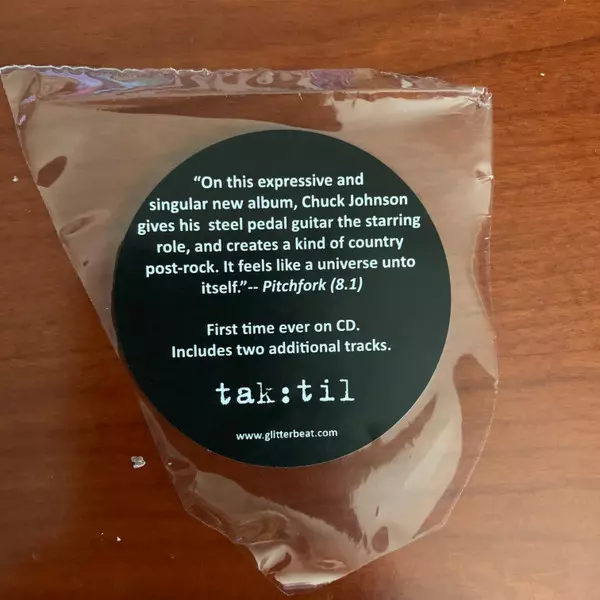 “On this expressive and
singular new album, Chuck Johnson
gives his  steel pedal guitar the starring
role, and creates a kind of country
post-rock. It feels like a universe unto
itself.”-- Pitchfork (8.1)
First time ever on CD.
Includes two additional tracks.
tak:til
www.glitterbeat.com